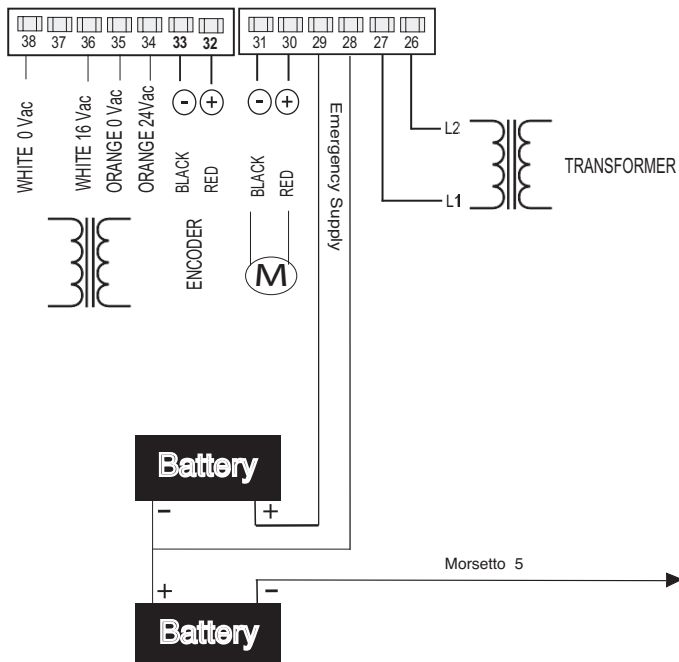 38 37 36 35 34 33 32 31 30 29 28 27 26
WHITE 0 Vac
WHITE 16 Vac
ORANGE 0 Vac
ORANGE 24Vac
- +
BLACK
RED
ENCODER
- +
BLACK
RED
M
Emergency Supply
L2
L1
TRANSFORMER
Battery
- +
Morsetto 5
+ -
Battery